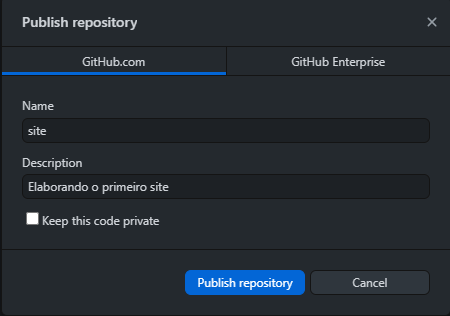 Publish repository
GitHub.com
GitHub Enterprise
Name
site
Description
Elaborando o primeiro site
Keep this code private
Publish repository
Cancel